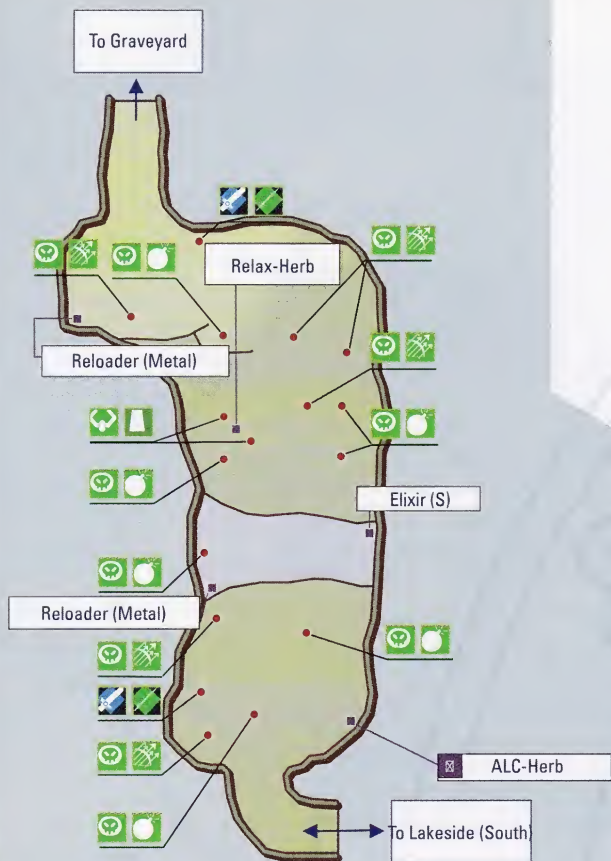 To Graveyard
Relax-Herb
Reloader (Metal)
Elixir (S)
Reloader (Metal)
ALC-Herb
To Lakeside (South)